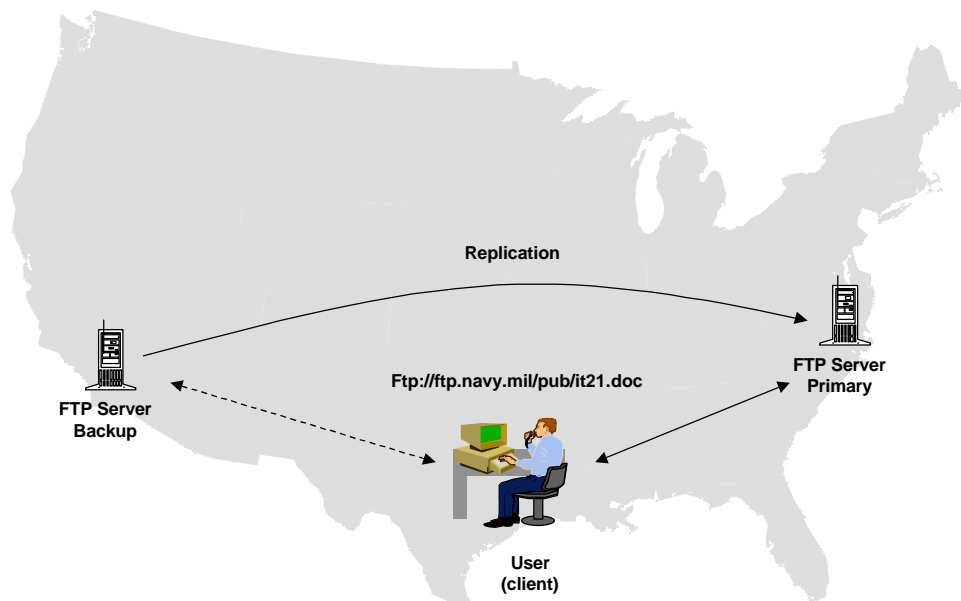 Replication
FTP Server
Primary
Ftp://ftp.navy.mil/pub/it21.doc
FTP Server
Backup
User
(client)